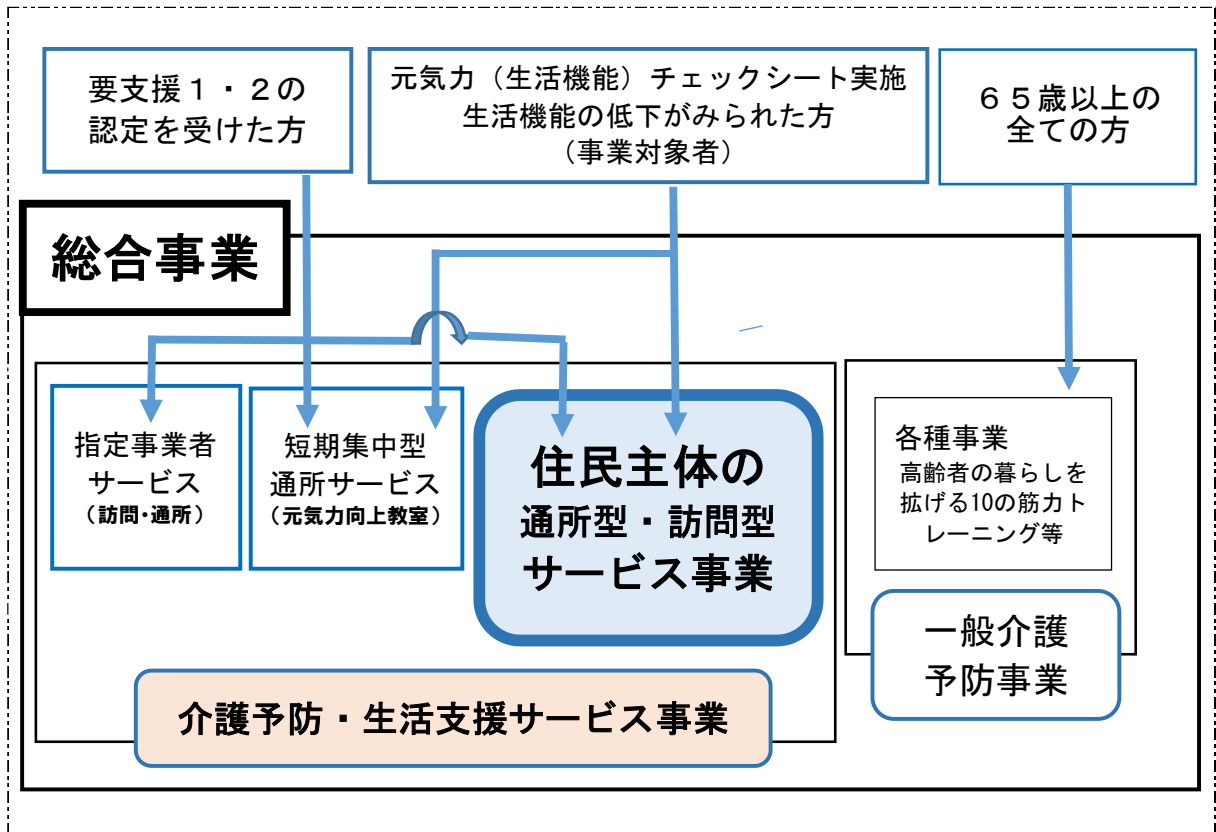 要支援１・２の
認定を受けた方
元気力（生活機能）チェックシート実施
生活機能の低下がみられた方
（事業対象者）
６５歳以上の
全ての方
総合事業
指定事業者
サービス
（訪問・通所）
短期集中型
通所サービス
（元気力向上教室）
住民主体の
通所型・訪問型
サービス事業
各種事業
高齢者の暮らしを
拡げる10の筋力ト
レーニング等
一般介護
予防事業
介護予防・生活支援サービス事業